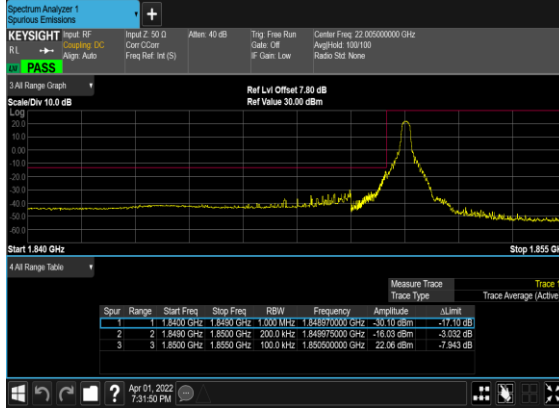 Spectrum Analyzer 1
Spurious Emissions
+
KEYSIGHT
RL
PASS
Input: RF
Coupling: DC
Align: Auto
Input Z: 50 Ω
Corr CCorr
Freq Ref: Int (S)
Atten: 40 dB
Trig: Free Run
Gate: Off
IF Gain: Low
Center Freq: 22.005000000 GHz
Avg|Hold: 100/100
Radio Std: None
3 All Range Graph
Scale/Div 10.0 dB
Ref Lvl Offset 7.80 dB
Ref Value 30.00 dBm
Log
20.0
10.0
0.00
-10.0
-20.0
-30.0
-40.0
-50.0
-60.0
Start 1.840 GHz
Stop 1.855 GH
4 All Range Table
Measure Trace Trace 1
Trace Type Trace Average (Active
Spur Range Start Freq Stop Freq RBW Frequency Amplitude ΔLimit
1 1 1.8400 GHz 1.8490 GHz 1.000 MHz 1.848970000 GHz -30.10 dBm -17.10 dB
2 2 1.8490 GHz 1.8500 GHz 200.0 kHz 1.849975000 GHz -16.03 dBm -3.032 dB
3 3 1.8500 GHz 1.8550 GHz 100.0 kHz 1.850500000 GHz 22.06 dBm -7.943 dB
?
Apr 01, 2022
7:31:50 PM